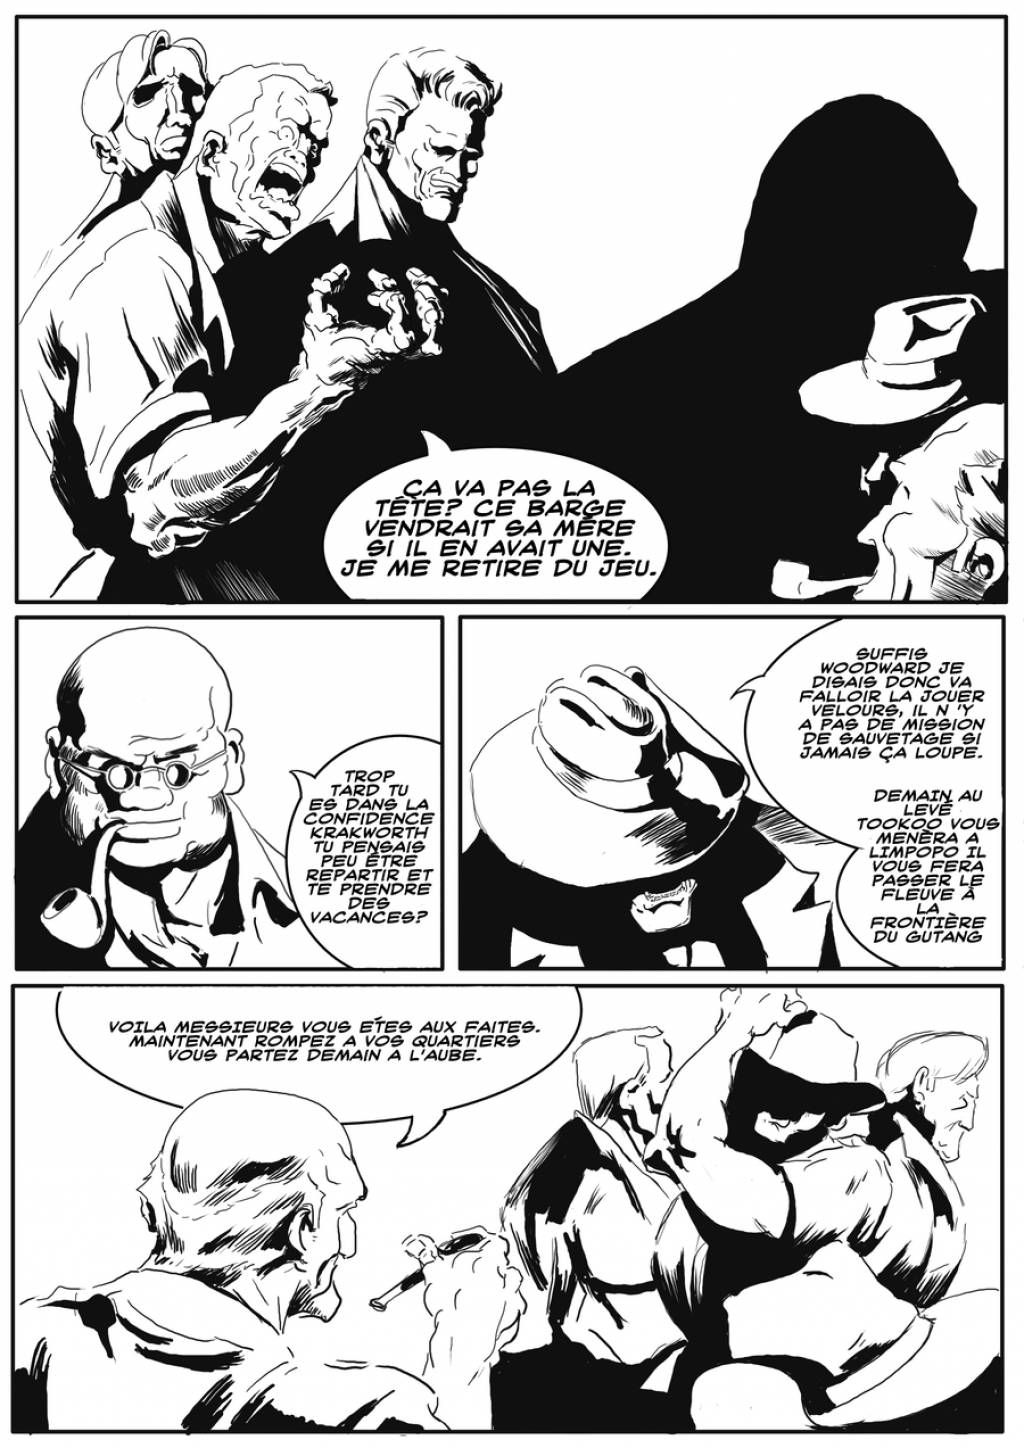 ÇA VA PAS LA
TÊTE? CE BARGE
VENDRAIT SA MÈRE
SI IL EN AVAIT UNE.
JE ME RETIRE DU JEU.
TROP
TARD TU
ES DANS LA
CONFIDENCE
KRAKWORTH
TU PENSAIS
PEU ÊTRE
REPARTIR ET
TE PRENDRE
DES
VACANCES?
SUFFIS
WOODWARD JE
DISAIS DONC VA
FALLOIR LA JOUER
VELOURS, IL N 'Y
A PAS DE MISSION
DE SAUVETAGE SI
JAMAIS ÇA LOUPE.
DEMAIN AU
LEVÉ
TOOKOO VOUS
MENÈRA A
LIMPOPO IL
VOUS FERA
PASSER LE
FLEUVE À
LA
FRONTIÈRE
DU GUTANG
VOILA MESSIEURS VOUS E'TES AUX FAITES.
MAINTENANT ROMPEZ A VOS QUARTIERS
VOUS PARTEZ DEMAIN A L'AUBE.